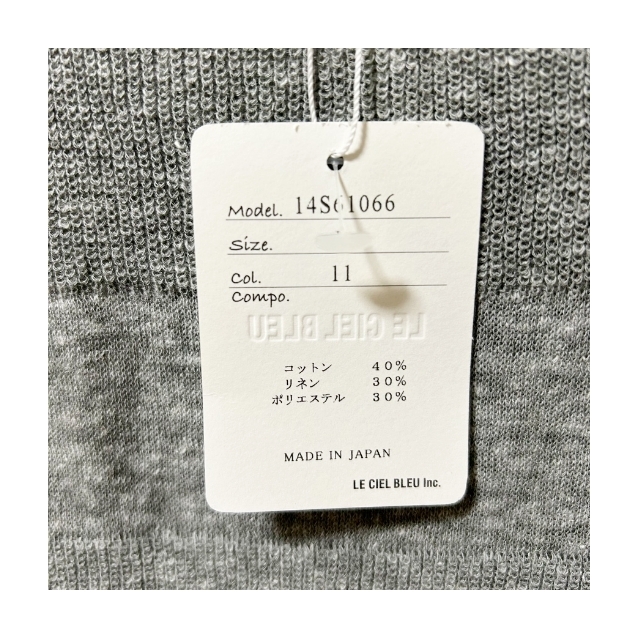 Model. 14S61066
Size.
Col. 11
Compo.
LE CIEL BLEU
コットン 40%
リネン 30%
ポリエステル 30%
MADE IN JAPAN
LE CIEL BLEU Inc.